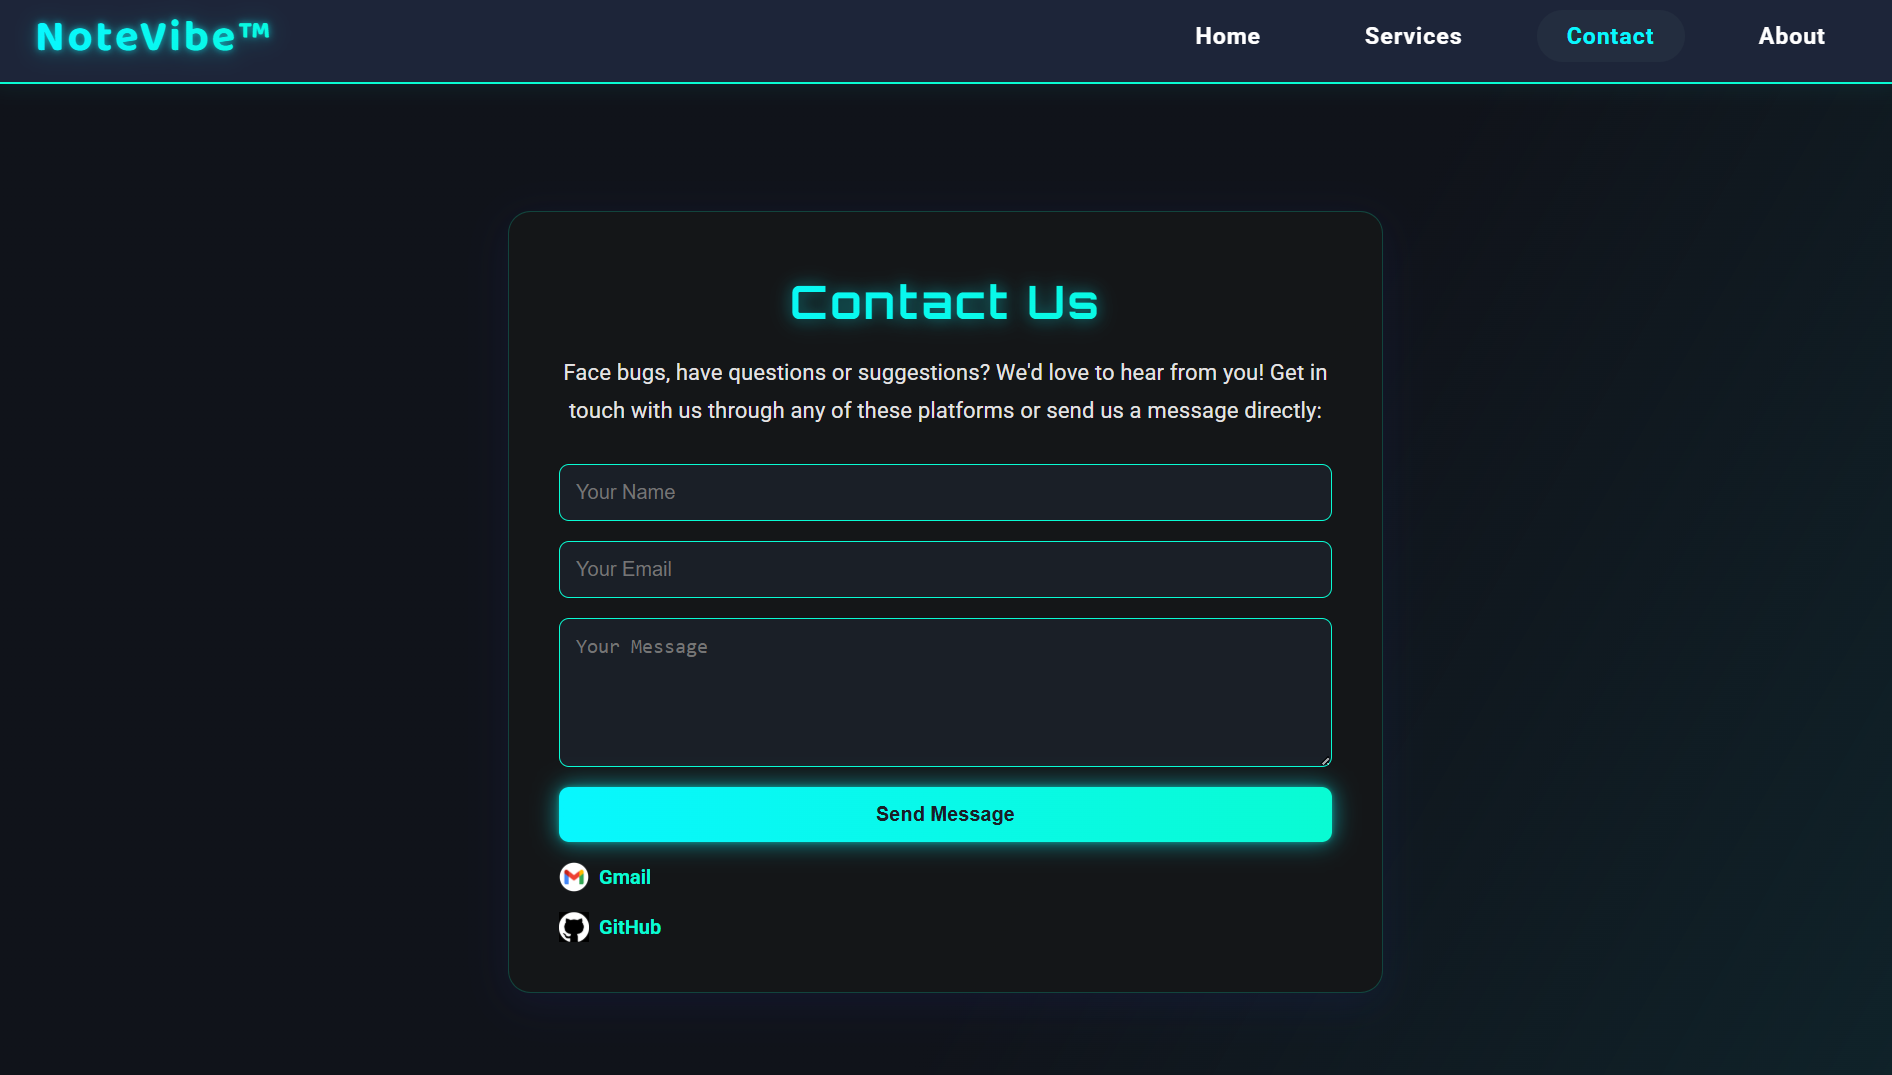 NoteVibe™
Home
Services
Contact
About
Contact Us
Face bugs, have questions or suggestions? We'd love to hear from you! Get in
touch with us through any of these platforms or send us a message directly:
Your Name
Your Email
Your Message
Send Message
Gmail
GitHub